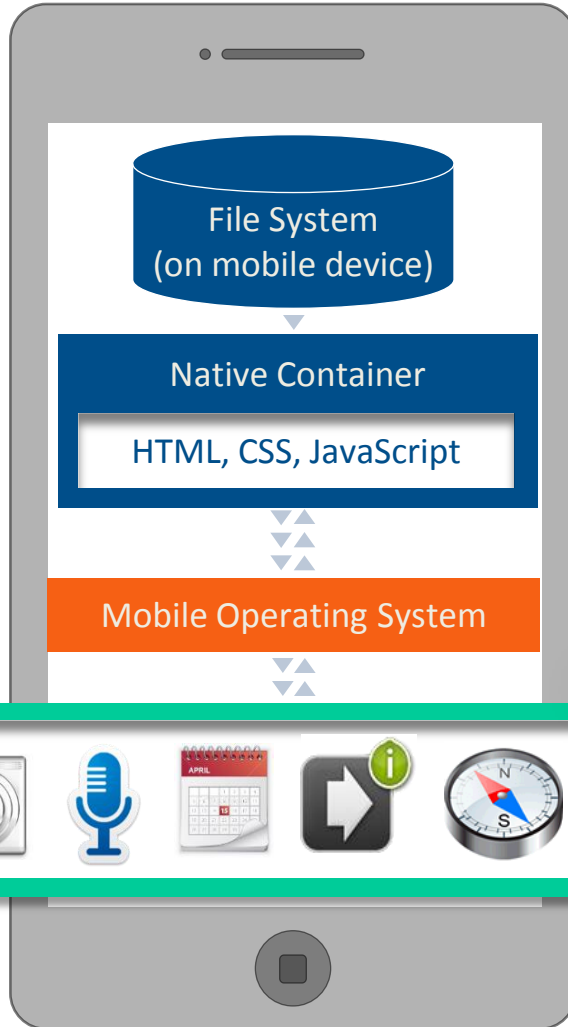 File System
(on mobile device)
Native Container
HTML, CSS, JavaScript
Mobile Operating System
APRIL
15
i
N
S